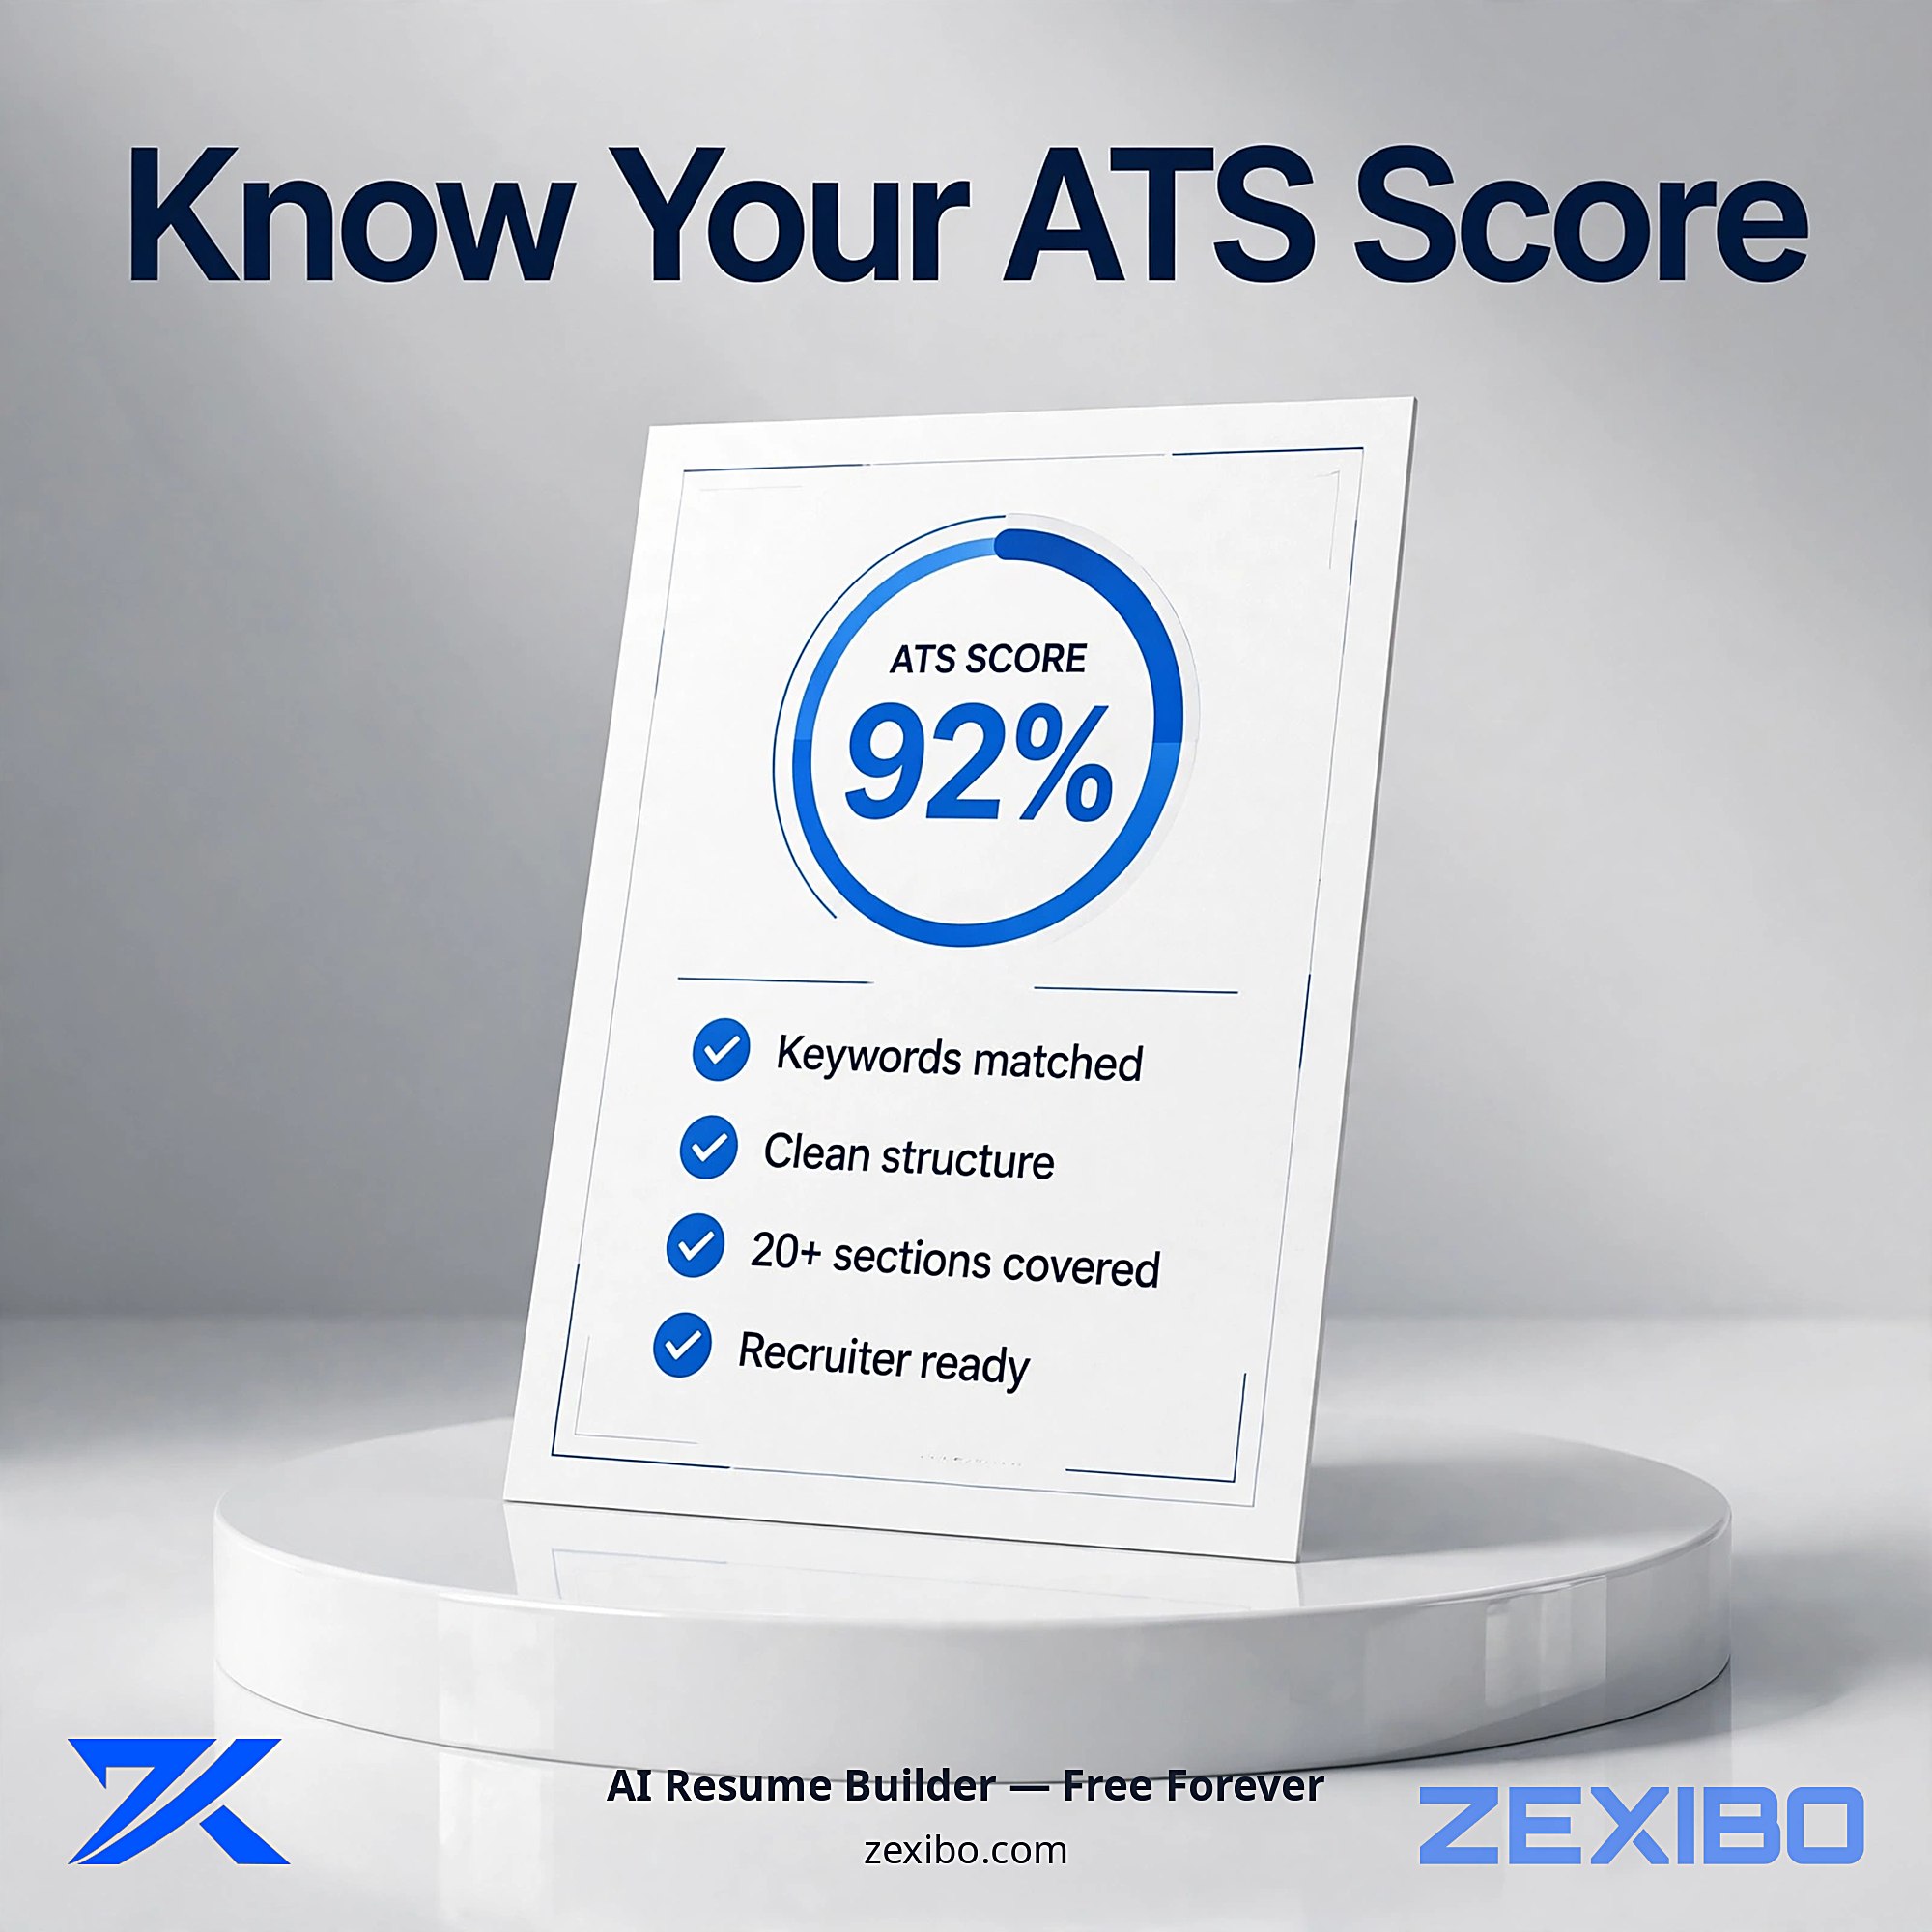 Know Your ATS Score
ATS SCORE
92%
Keywords matched
Clean structure
20+ sections covered
Recruiter ready
AI Resume Builder — Free Forever
zexibo.com
ZEXIBO